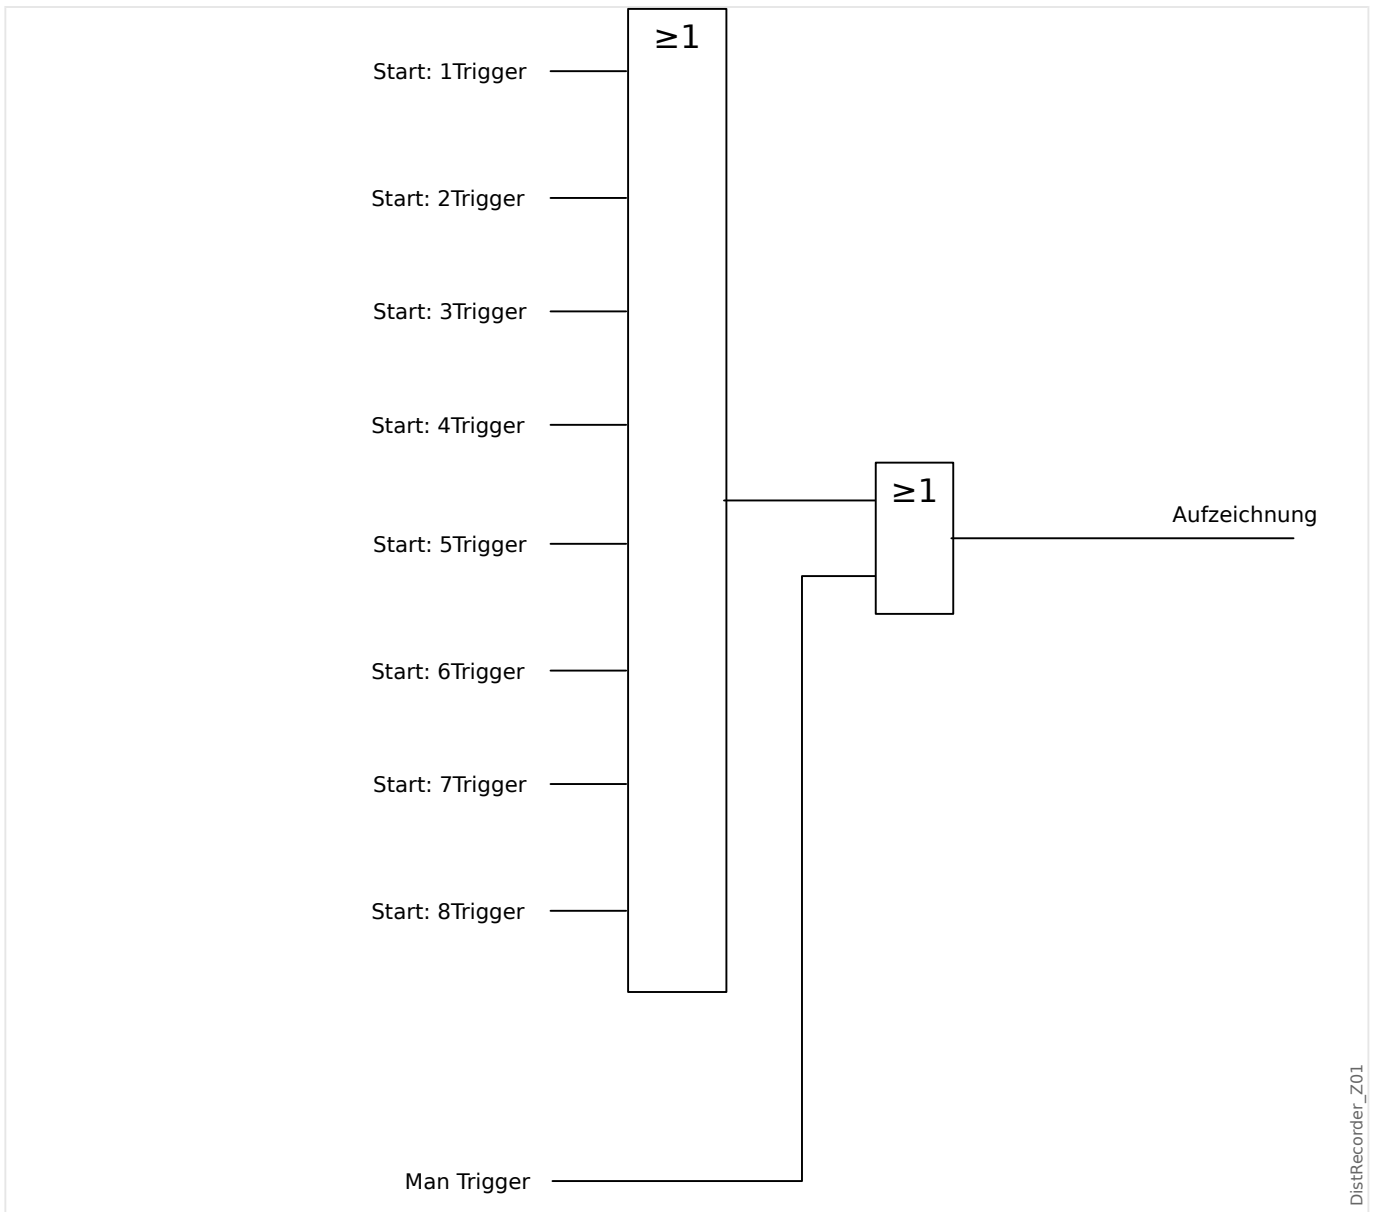 ≥1
Start: 1Trigger
Start: 2Trigger
Start: 3Trigger
Start: 4Trigger
≥1
Aufzeichnung
Start: 5Trigger
Start: 6Trigger
Start: 7Trigger
Start: 8Trigger
Man Trigger
DistRecorder_Z01